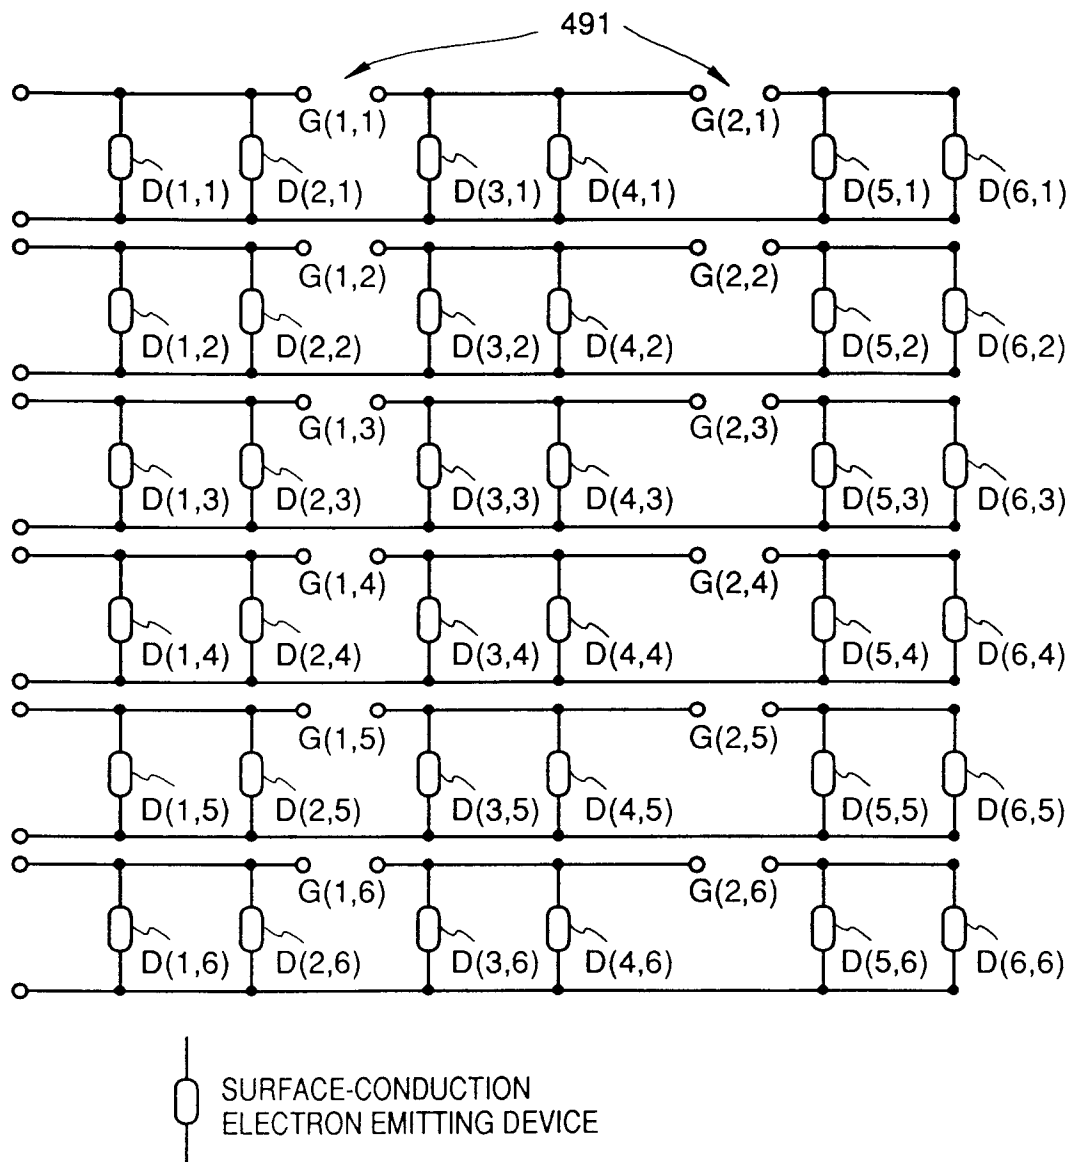 491
G(1,1) G(2,1)
D(1,1) D(2,1) D(3,1) D(4,1) D(5,1) D(6,1)
G(1,2) G(2,2)
D(1,2) D(2,2) D(3,2) D(4,2) D(5,2) D(6,2)
G(1,3) G(2,3)
D(1,3) D(2,3) D(3,3) D(4,3) D(5,3) D(6,3)
G(1,4) G(2,4)
D(1,4) D(2,4) D(3,4) D(4,4) D(5,4) D(6,4)
G(1,5) G(2,5)
D(1,5) D(2,5) D(3,5) D(4,5) D(5,5) D(6,5)
G(1,6) G(2,6)
D(1,6) D(2,6) D(3,6) D(4,6) D(5,6) D(6,6)
SURFACE-CONDUCTION
ELECTRON EMITTING DEVICE